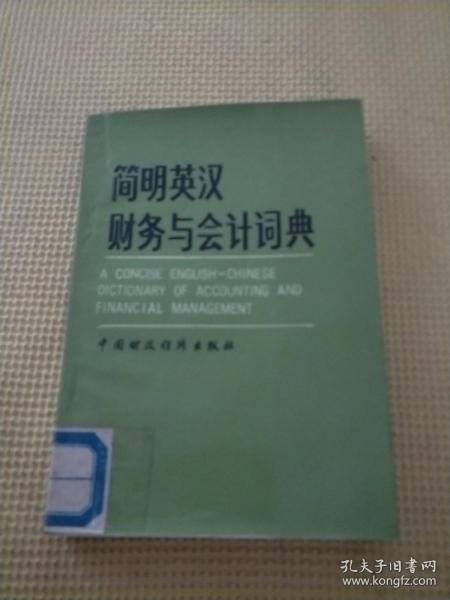 简明英汉
财务与会计词典
A CONCISE ENGLISH-CHINESE
DICTIONARY OF ACCOUNTING AND
FINANCIAL MANAGEMENT
中国财政经济出版社
孔夫子旧书网
www.kongfz.com